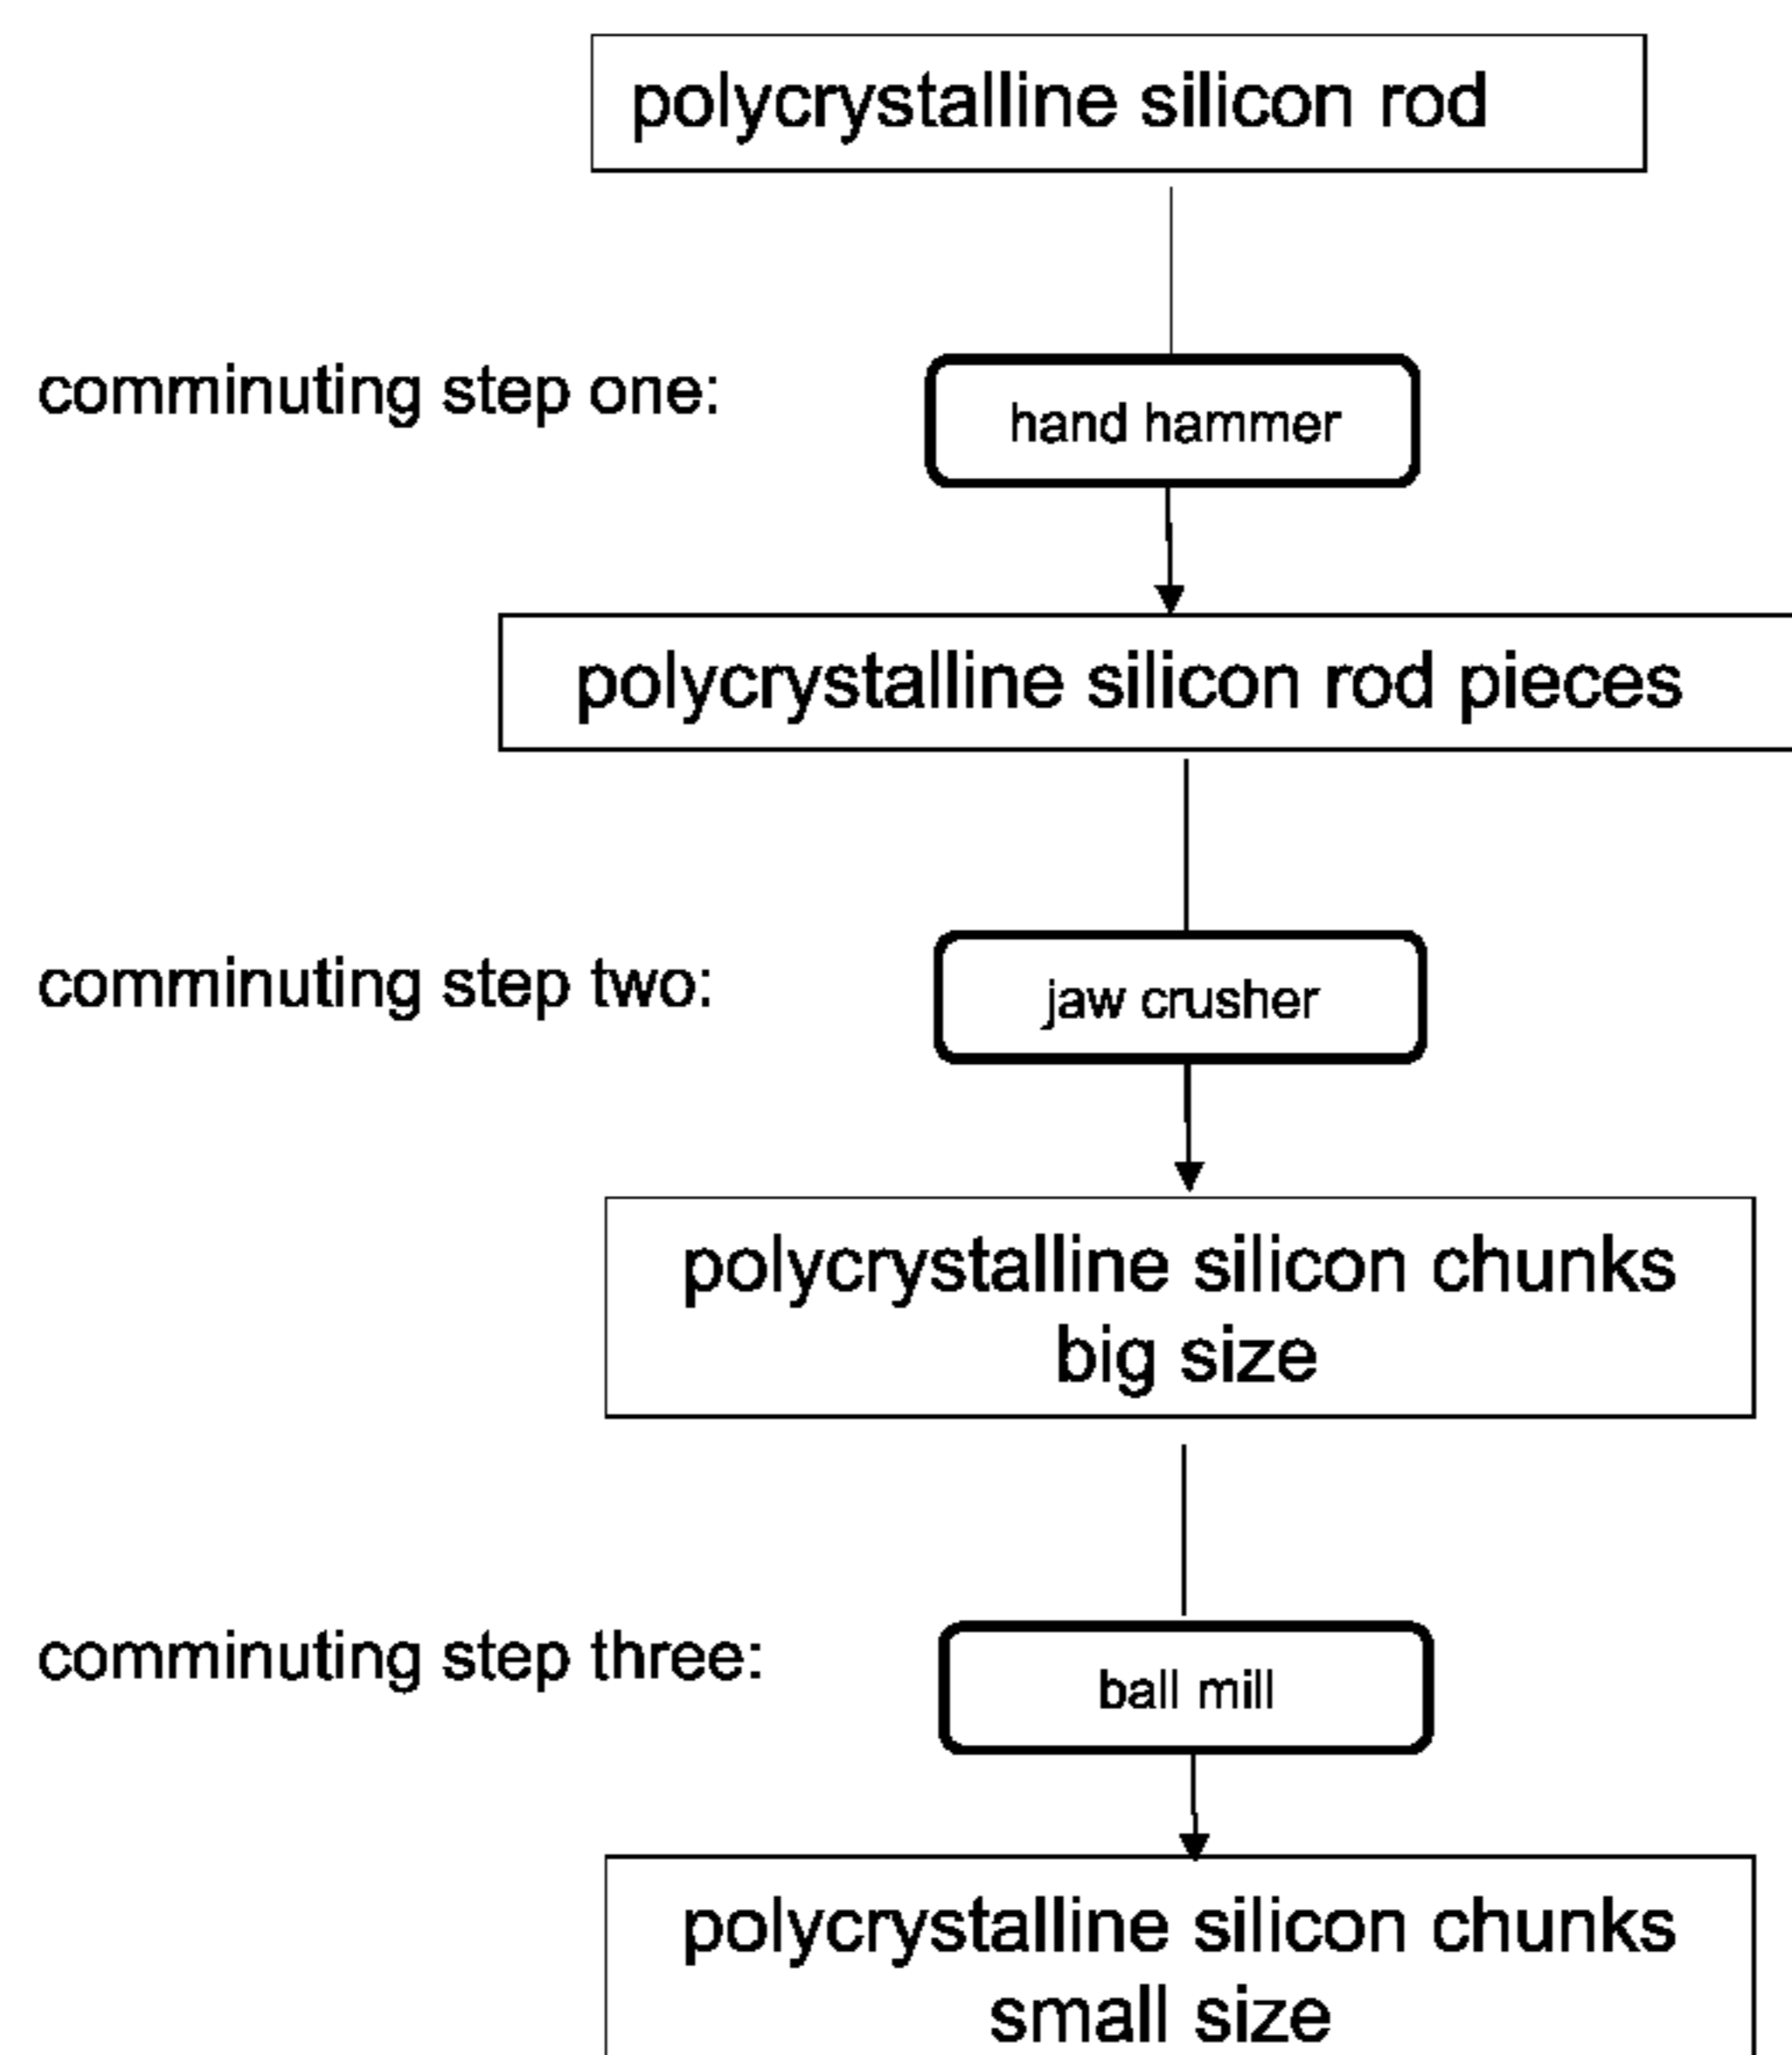 polycrystalline silicon rod
comminuting step one:
hand hammer
polycrystalline silicon rod pieces
comminuting step two:
jaw crusher
polycrystalline silicon chunks
big size
comminuting step three:
ball mill
polycrystalline silicon chunks
small size